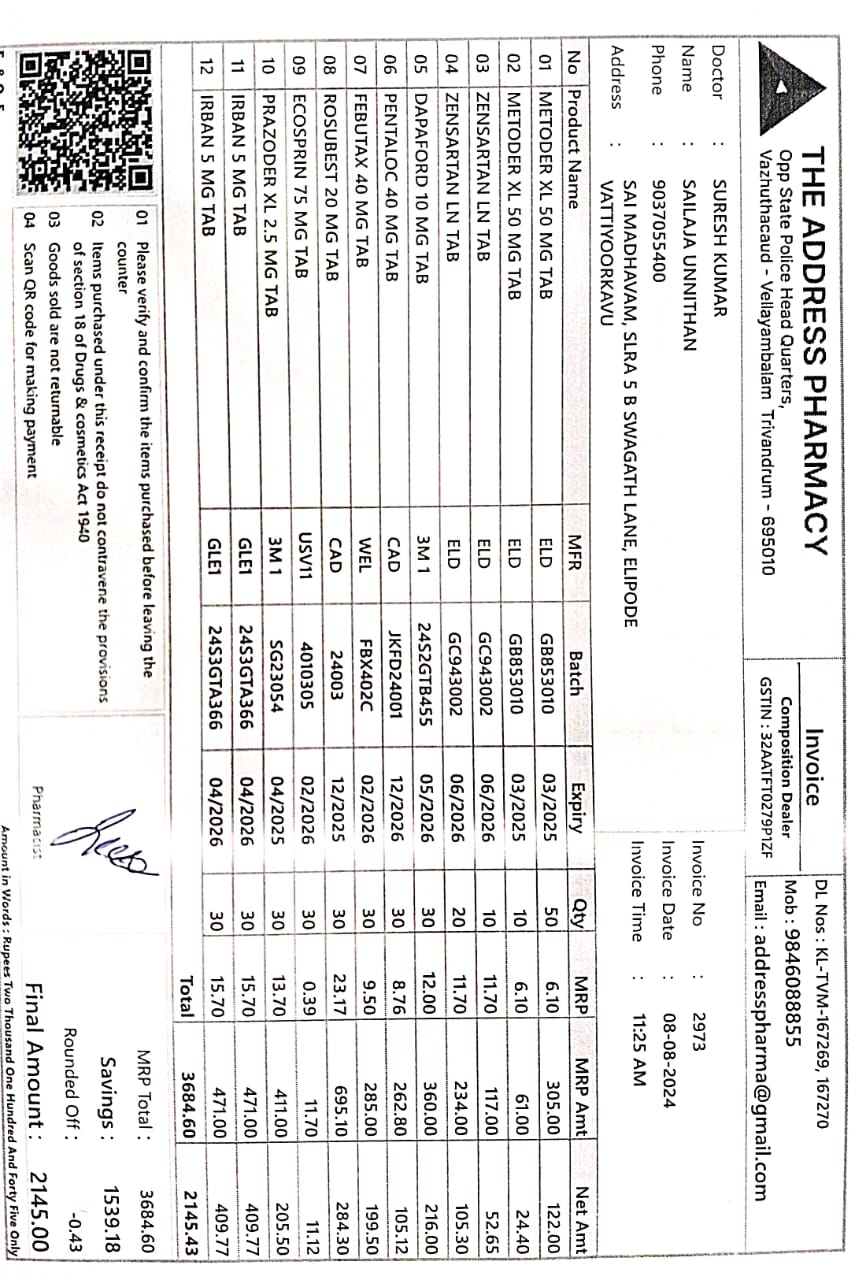 THE ADDRESS PHARMACY
Opp State Police Head Quarters,
Vazhuthacaud - Vellayambalam Trivandrum - 695010
Invoice
Composition Dealer
GSTIN : 32AATFT0279P1ZF
DL Nos : KL-TVM-167269, 167270
Mob : 9846088855
Email : addresspharma@gmail.com
Doctor : SURESH KUMAR
Name : SAILAJA UNNITHAN
Phone : 9037055400
Address : SAI MADHAVAM, SLRA 5 B SWAGATH LANE, ELIPODE
VATTIYOORKAVU
Invoice No : 2973
Invoice Date : 08-08-2024
Invoice Time : 11:25 AM
No Product Name MFR Batch Expiry Qty MRP MRP Amt Net Amt
01 METODER XL 50 MG TAB ELD GB853010 03/2025 50 6.10 305.00 122.00
02 METODER XL 50 MG TAB ELD GB853010 03/2025 10 6.10 61.00 24.40
03 ZENSARTAN LN TAB ELD GC943002 06/2026 10 11.70 117.00 52.65
04 ZENSARTAN LN TAB ELD GC943002 06/2026 20 11.70 234.00 105.30
05 DAPAFORD 10 MG TAB 3M 1 24S2GTB455 05/2026 30 12.00 360.00 216.00
06 PENTALOC 40 MG TAB CAD JKFD24001 12/2026 30 8.76 262.80 105.12
07 FEBUTAX 40 MG TAB WEL FBX402C 02/2026 30 9.50 285.00 199.50
08 ROSUBEST 20 MG TAB CAD 24003 12/2025 30 23.17 695.10 284.30
09 ECOSPRIN 75 MG TAB USV11 4010305 02/2026 30 0.39 11.70 11.12
10 PRAZODER XL 2.5 MG TAB 3M 1 SG23054 04/2025 30 13.70 411.00 205.50
11 IRBAN 5 MG TAB GLE1 24S3GTA366 04/2026 30 15.70 471.00 409.77
12 IRBAN 5 MG TAB GLE1 24S3GTA366 04/2026 30 15.70 471.00 409.77
Total 3684.60 2145.43
01 Please verify and confirm the items purchased before leaving the
counter
02 Items purchased under this receipt do not contravene the provisions
of section 18 of Drugs & cosmetics Act 1940
03 Goods sold are not returnable
04 Scan QR code for making payment
Pharmacist
MRP Total : 3684.60
Savings : 1539.18
Rounded Off : -0.43
Final Amount : 2145.00
Amount in Words : Rupees Two Thousand One Hundred And Forty Five Only